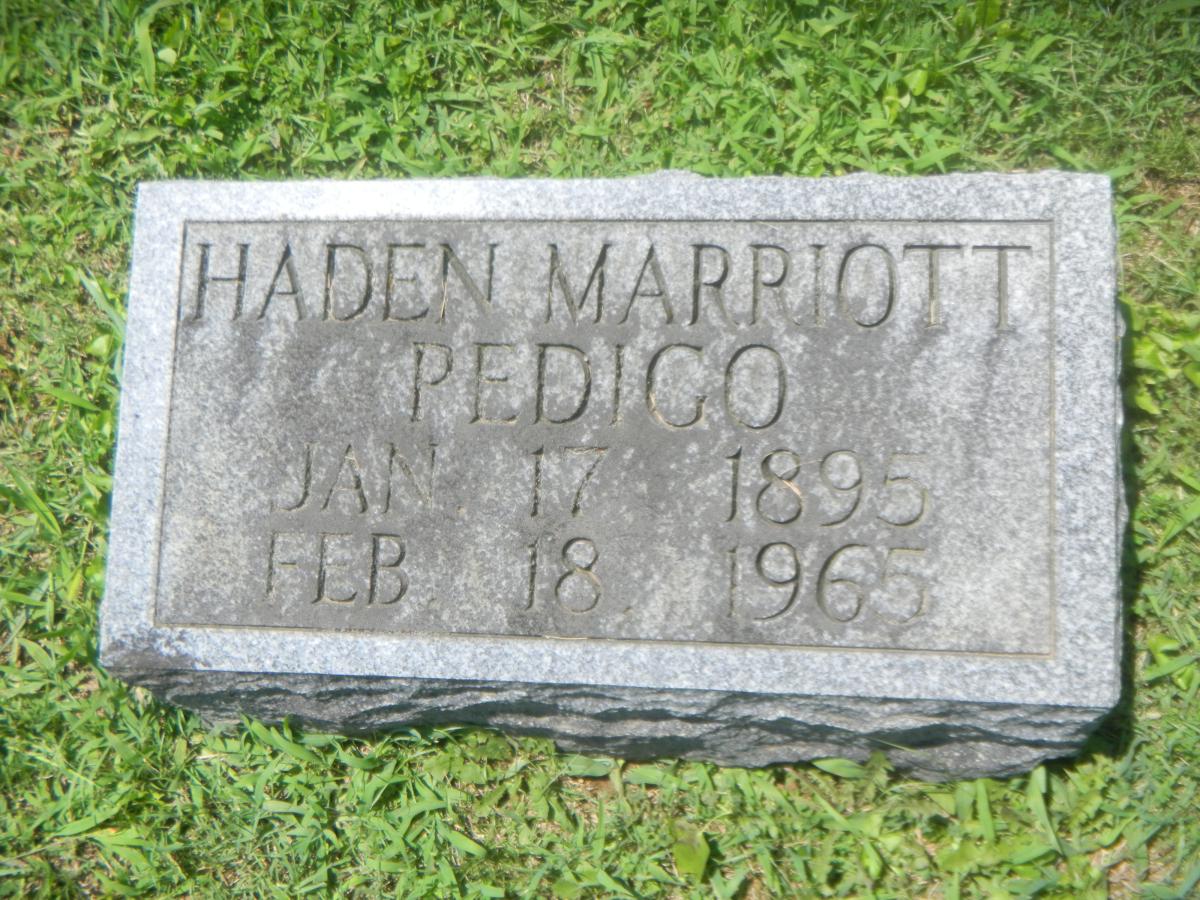 HADEN MARRIOTT
PEDIGO
JAN. 17 1895
FEB. 18. 1965